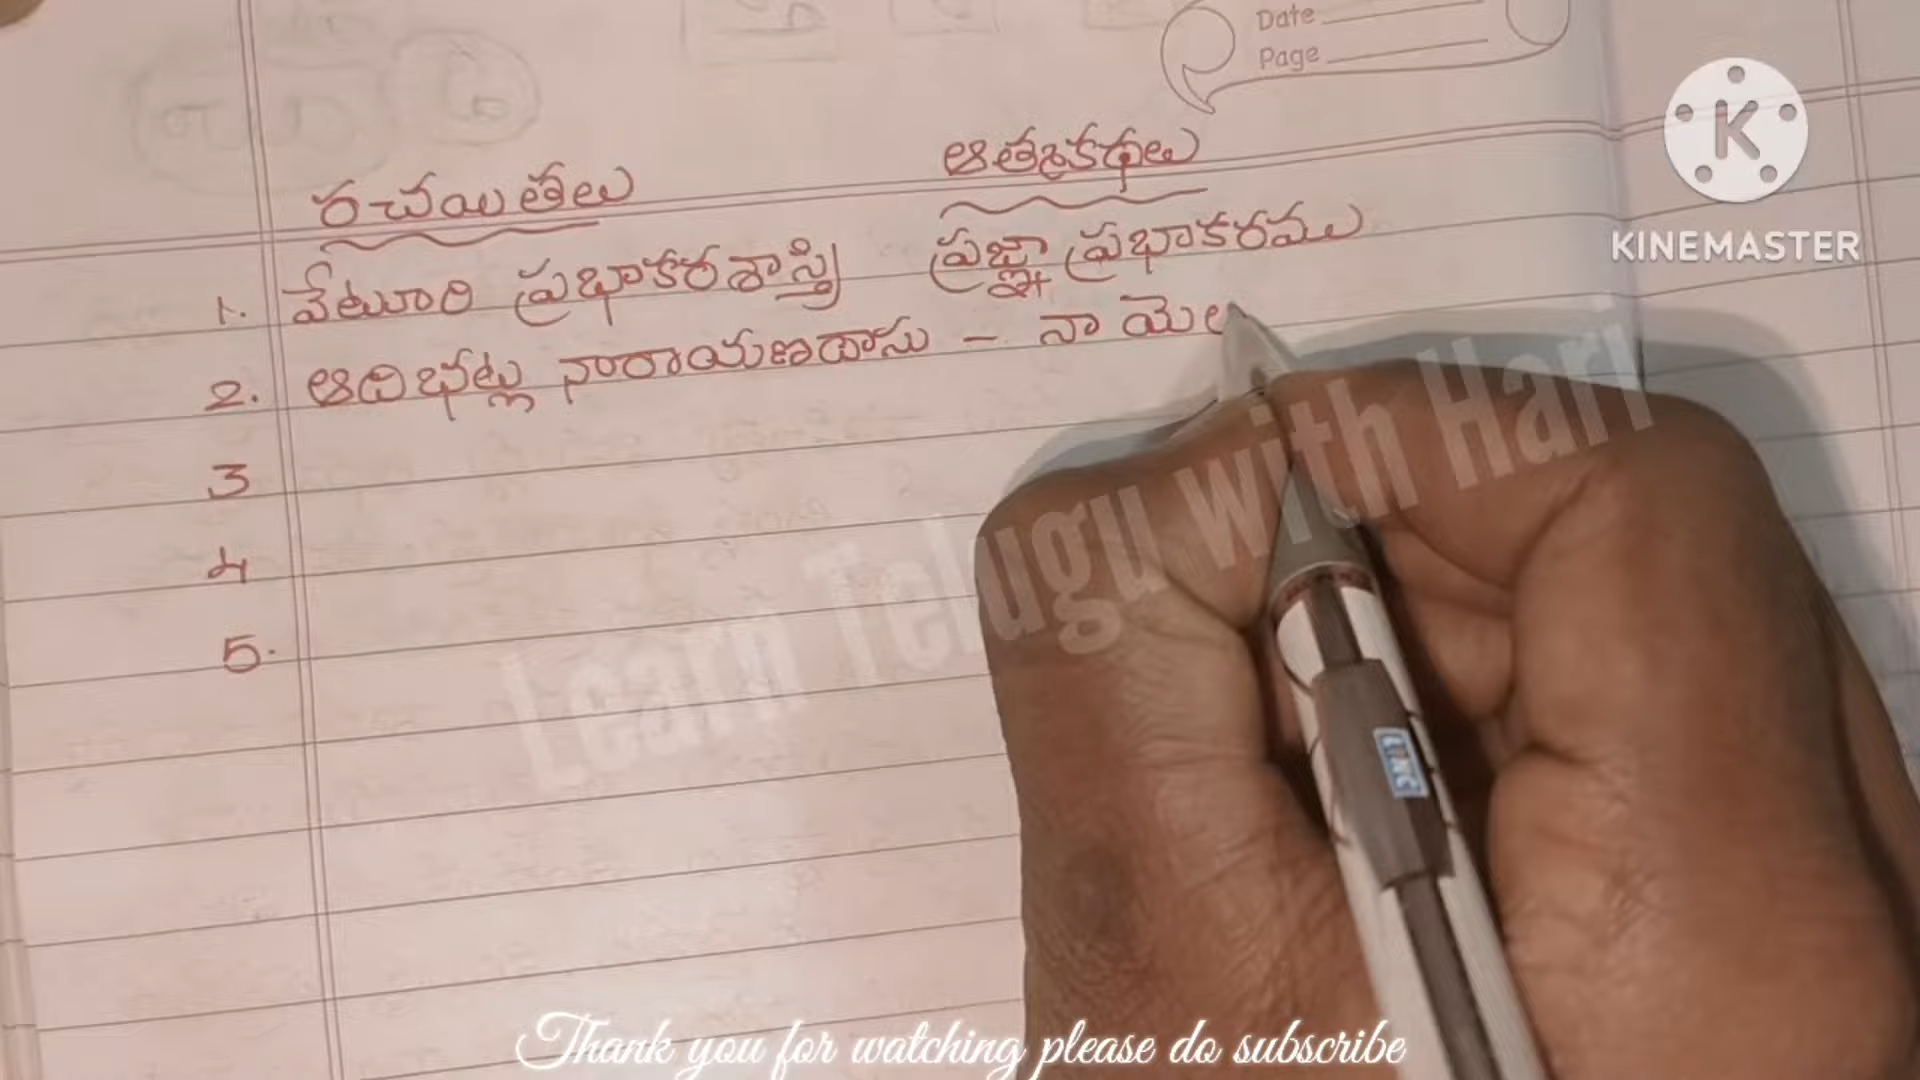 Date
Page
K
KINEMASTER
రచయితలు ఆత్మకథలు
1. వేటూరి ప్రభాకరశాస్త్రి ప్రజ్ఞా ప్రభాకరము
2. ఆదిభట్ల నారాయణదాసు - నా యె
3
4
5.
Learn Telugu with Hari
LINC
Thank you for watching please do subscribe